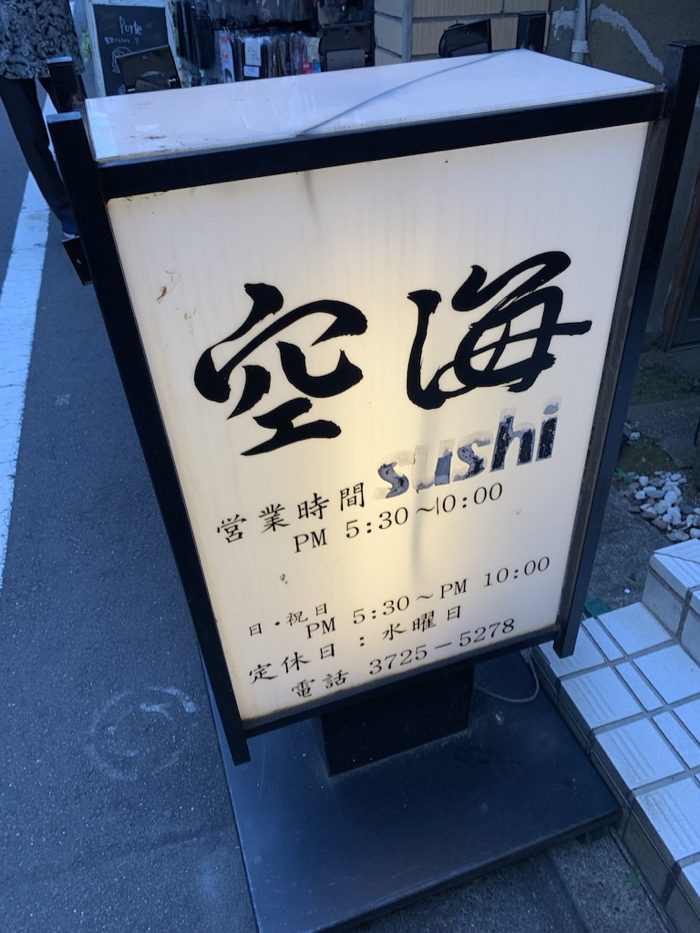 Porte
空海
sushi
営業時間
PM 5:30～10:00
日・祝日
PM 5:30～PM 10:00
定休日：水曜日
電話 3725－5278